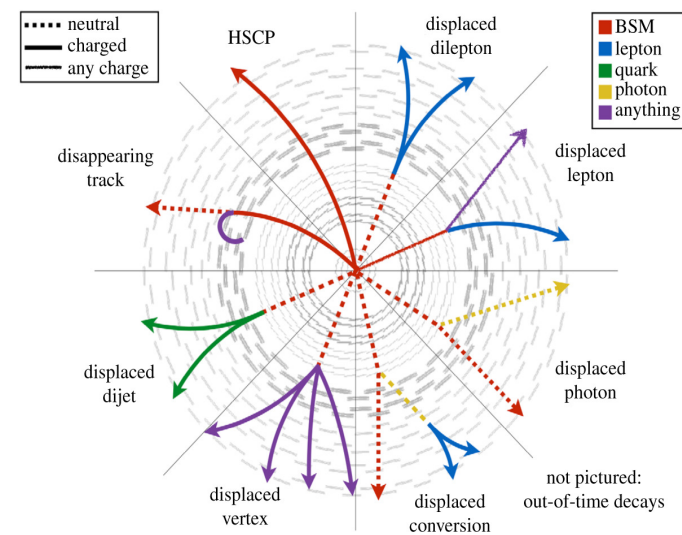 neutral
charged
any charge
HSCP
displaced
dilepton
BSM
lepton
quark
photon
anything
disappearing
track
displaced
lepton
displaced
dijet
displaced
photon
displaced
vertex
displaced
conversion
not pictured:
out-of-time decays